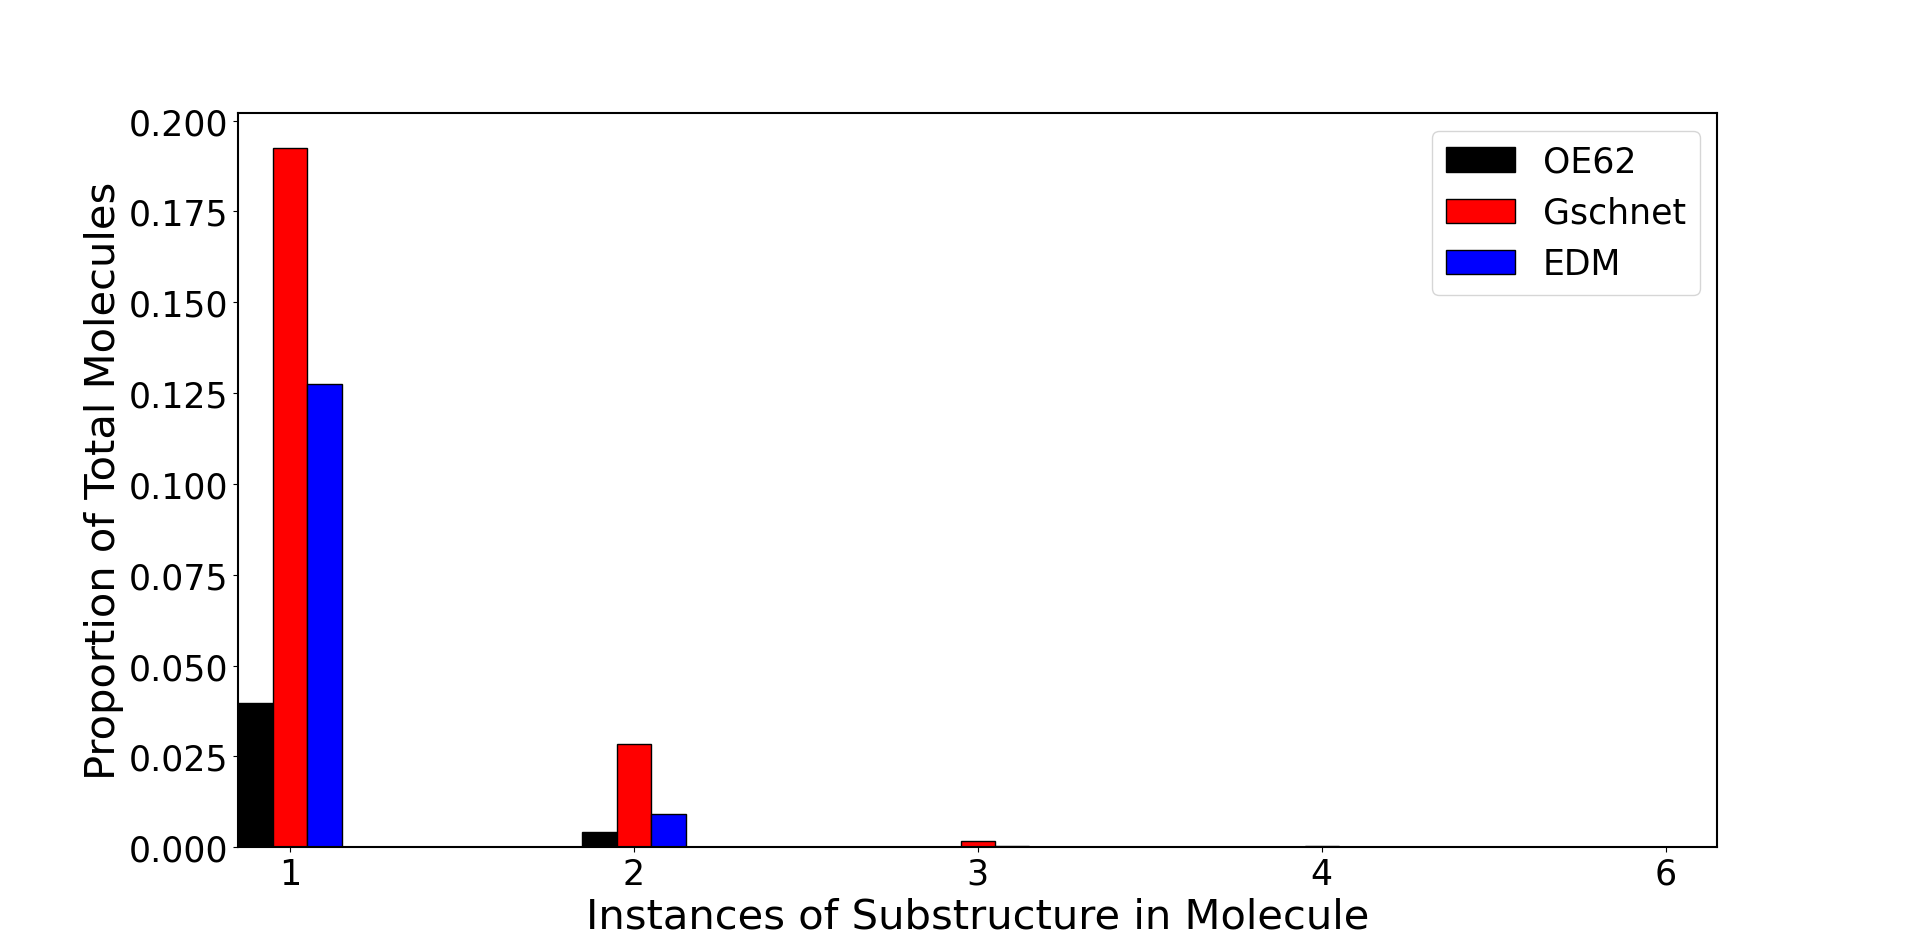 0.200
0.175
0.150
0.125
0.100
0.075
0.050
0.025
0.000
Proportion of Total Molecules
OE62
Gschnet
EDM
1 2 3 4 6
Instances of Substructure in Molecule